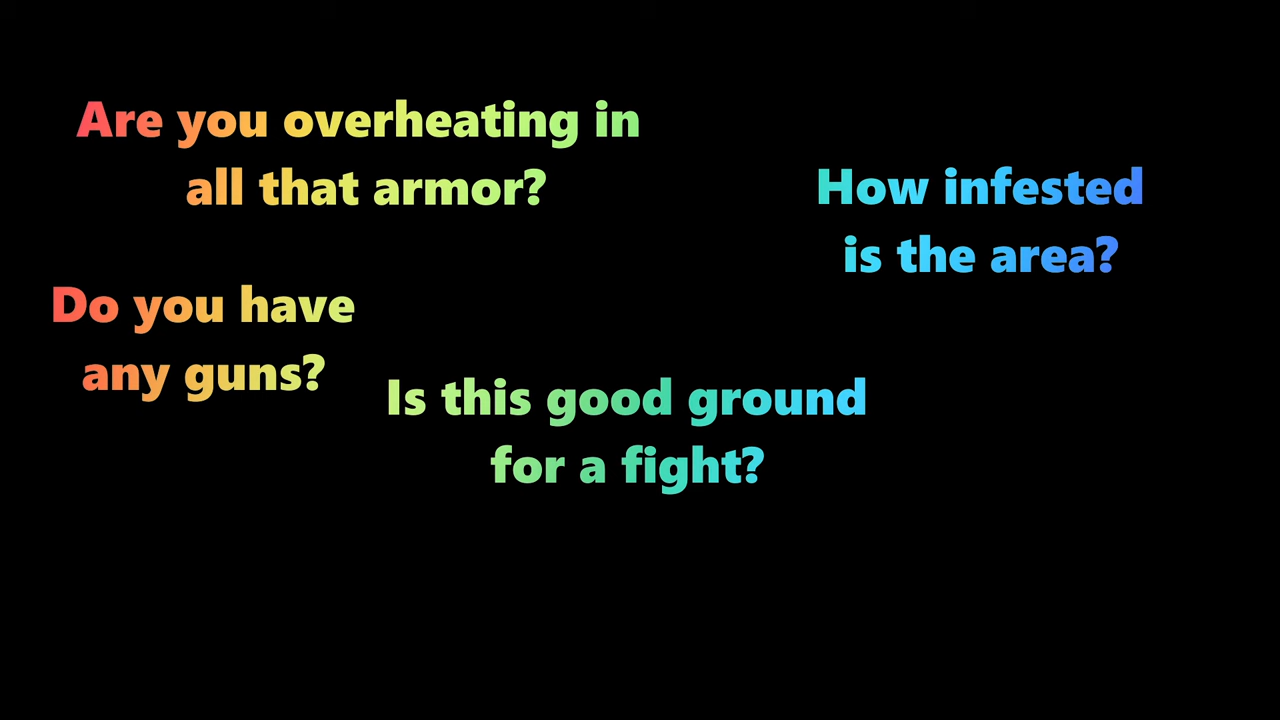 Are you overheating in
all that armor?
How infested
is the area?
Do you have
any guns?
Is this good ground
for a fight?